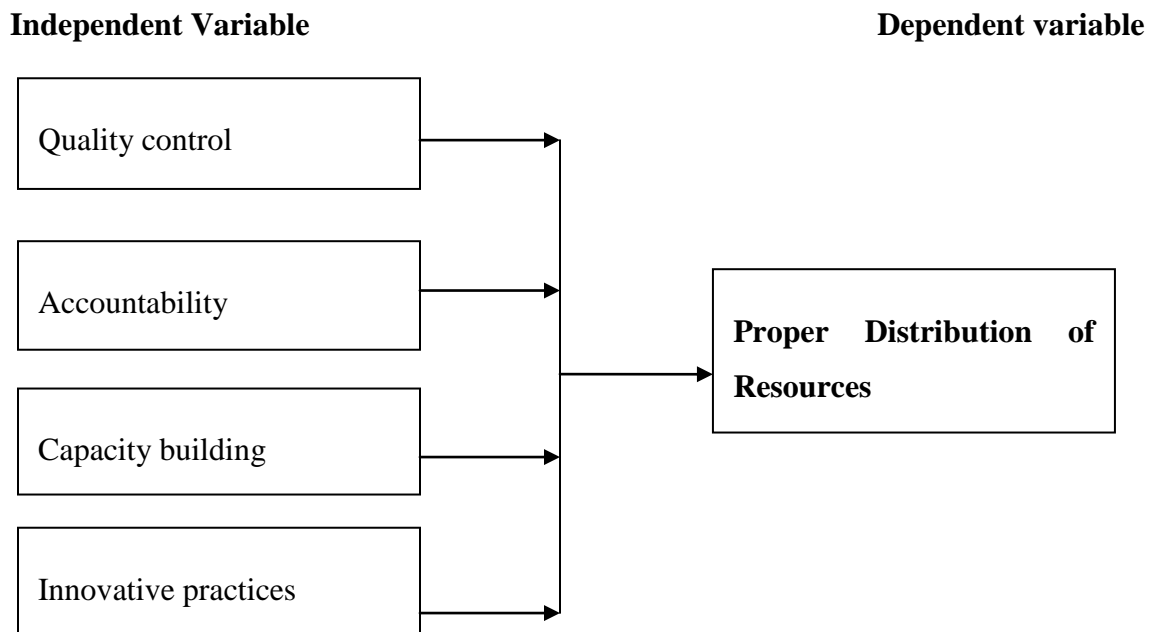 Independent Variable
Dependent variable
Quality control
Accountability
Proper Distribution of
Resources
Capacity building
Innovative practices